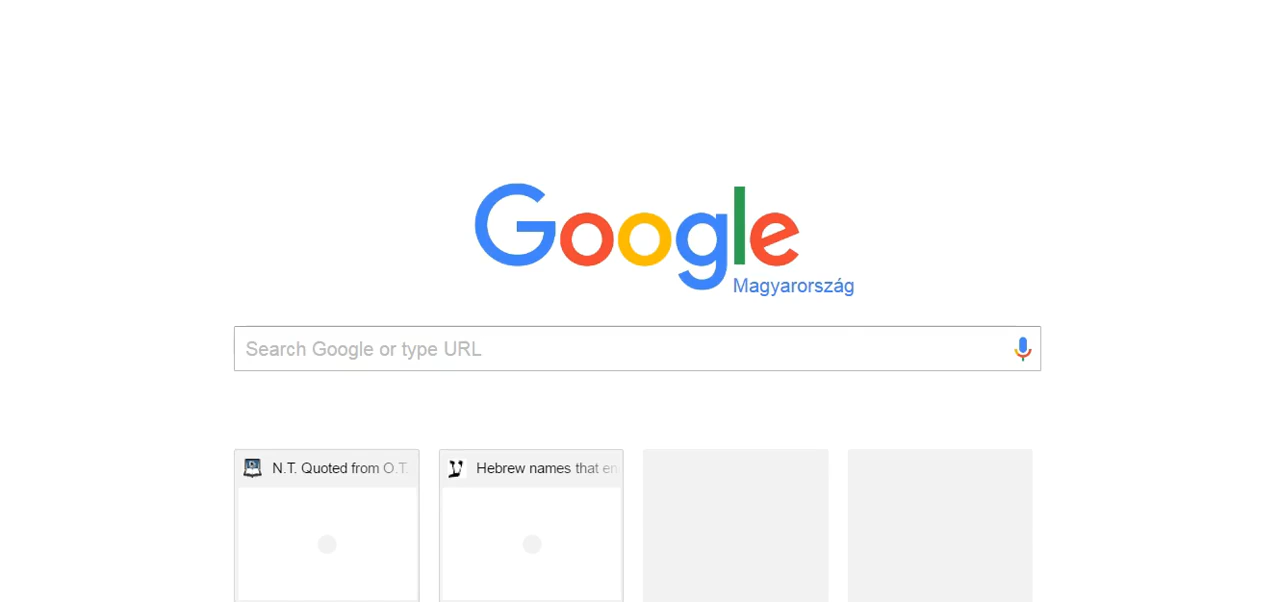 Google
Magyarország
Search Google or type URL
N.T. Quoted from O.T.
Hebrew names that en